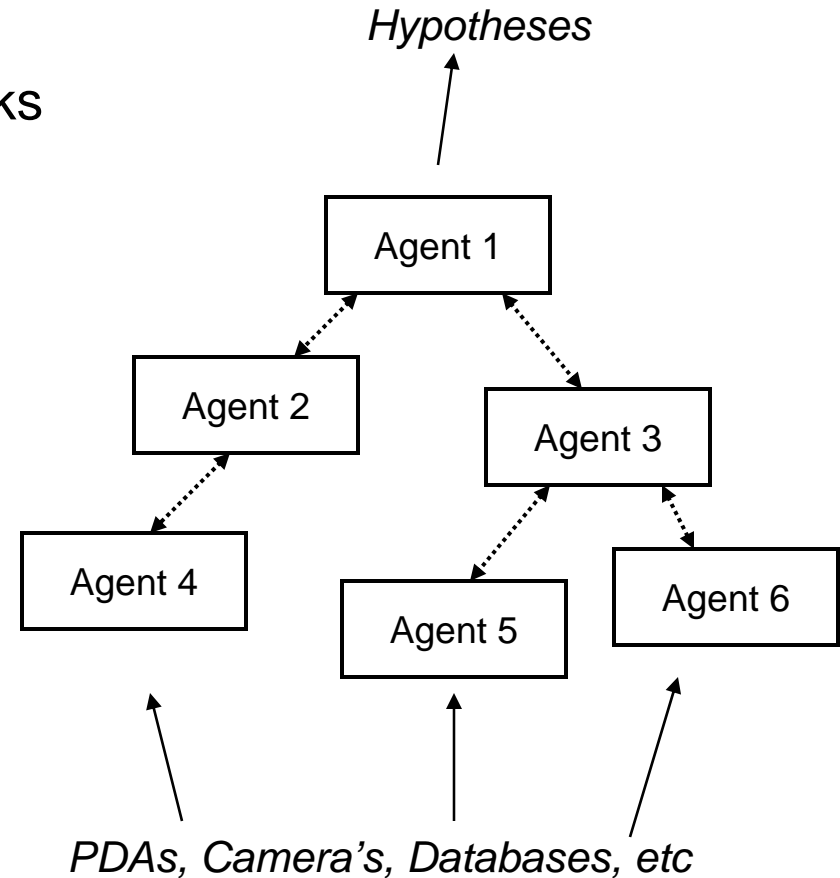 Hypotheses
ks
Agent 1
Agent 2
Agent 3
Agent 4
Agent 5
Agent 6
PDAs, Camera's, Databases, etc